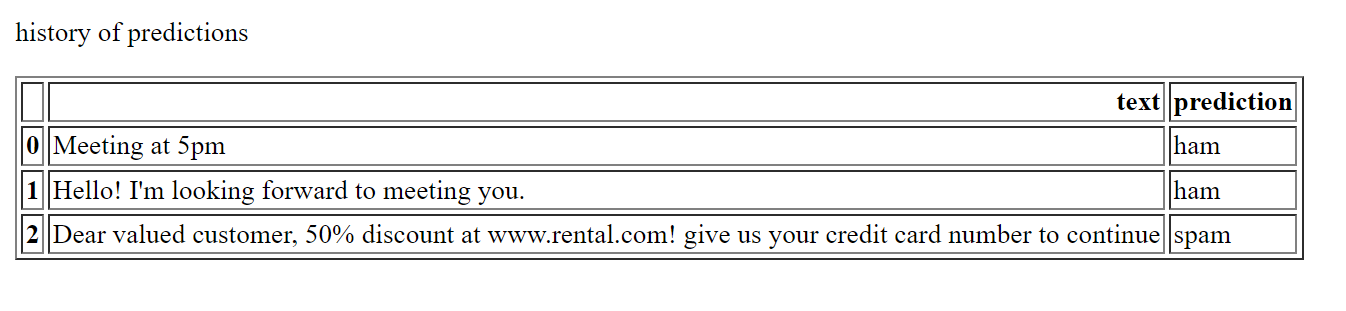 history of predictions
text prediction
0 Meeting at 5pm ham
1 Hello! I'm looking forward to meeting you. ham
2 Dear valued customer, 50% discount at www.rental.com! give us your credit card number to continue spam